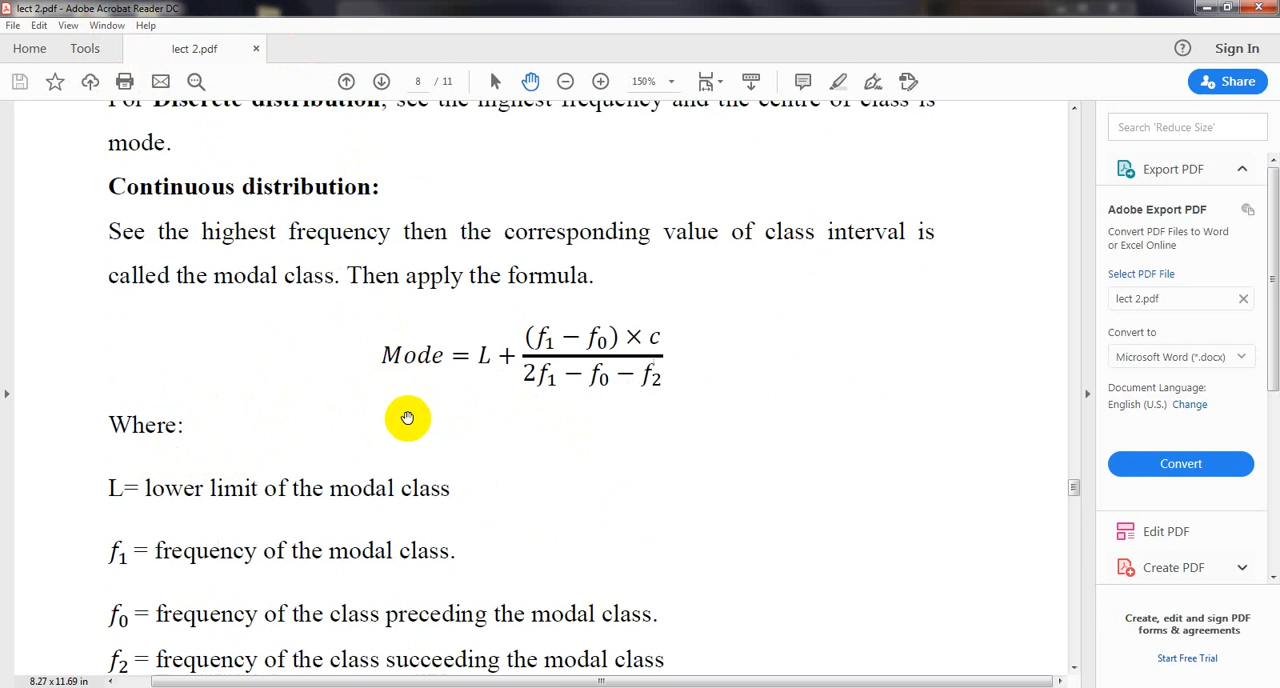 lect 2.pdf - Adobe Acrobat Reader DC
File Edit View Window Help
Home Tools lect 2.pdf × Sign In
8 / 11 150% Share
For Discrete distribution, see the highest frequency and the centre of class is
mode.
Continuous distribution:
See the highest frequency then the corresponding value of class interval is
called the modal class. Then apply the formula.
Mode = L + (f₁ − f₀) × c / 2f₁ − f₀ − f₂
Where:
L= lower limit of the modal class
f₁ = frequency of the modal class.
f₀ = frequency of the class preceding the modal class.
f₂ = frequency of the class succeeding the modal class
8.27 x 11.69 in
Search 'Reduce Size'
Export PDF
Adobe Export PDF
Convert PDF Files to Word
or Excel Online
Select PDF File
lect 2.pdf
Convert to
Microsoft Word (*.docx)
Document Language:
English (U.S.) Change
Convert
Edit PDF
Create PDF
Create, edit and sign PDF
forms & agreements
Start Free Trial